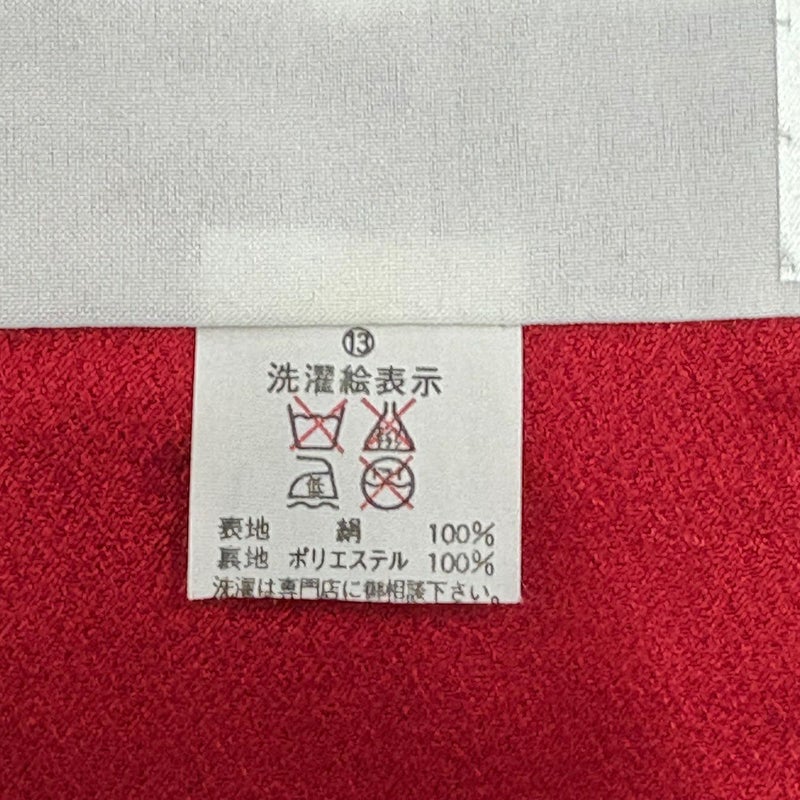 ⑬
洗濯絵表示
低
表地 絹 100%
裏地 ポリエステル 100%
洗濯は専門店に御相談下さい。